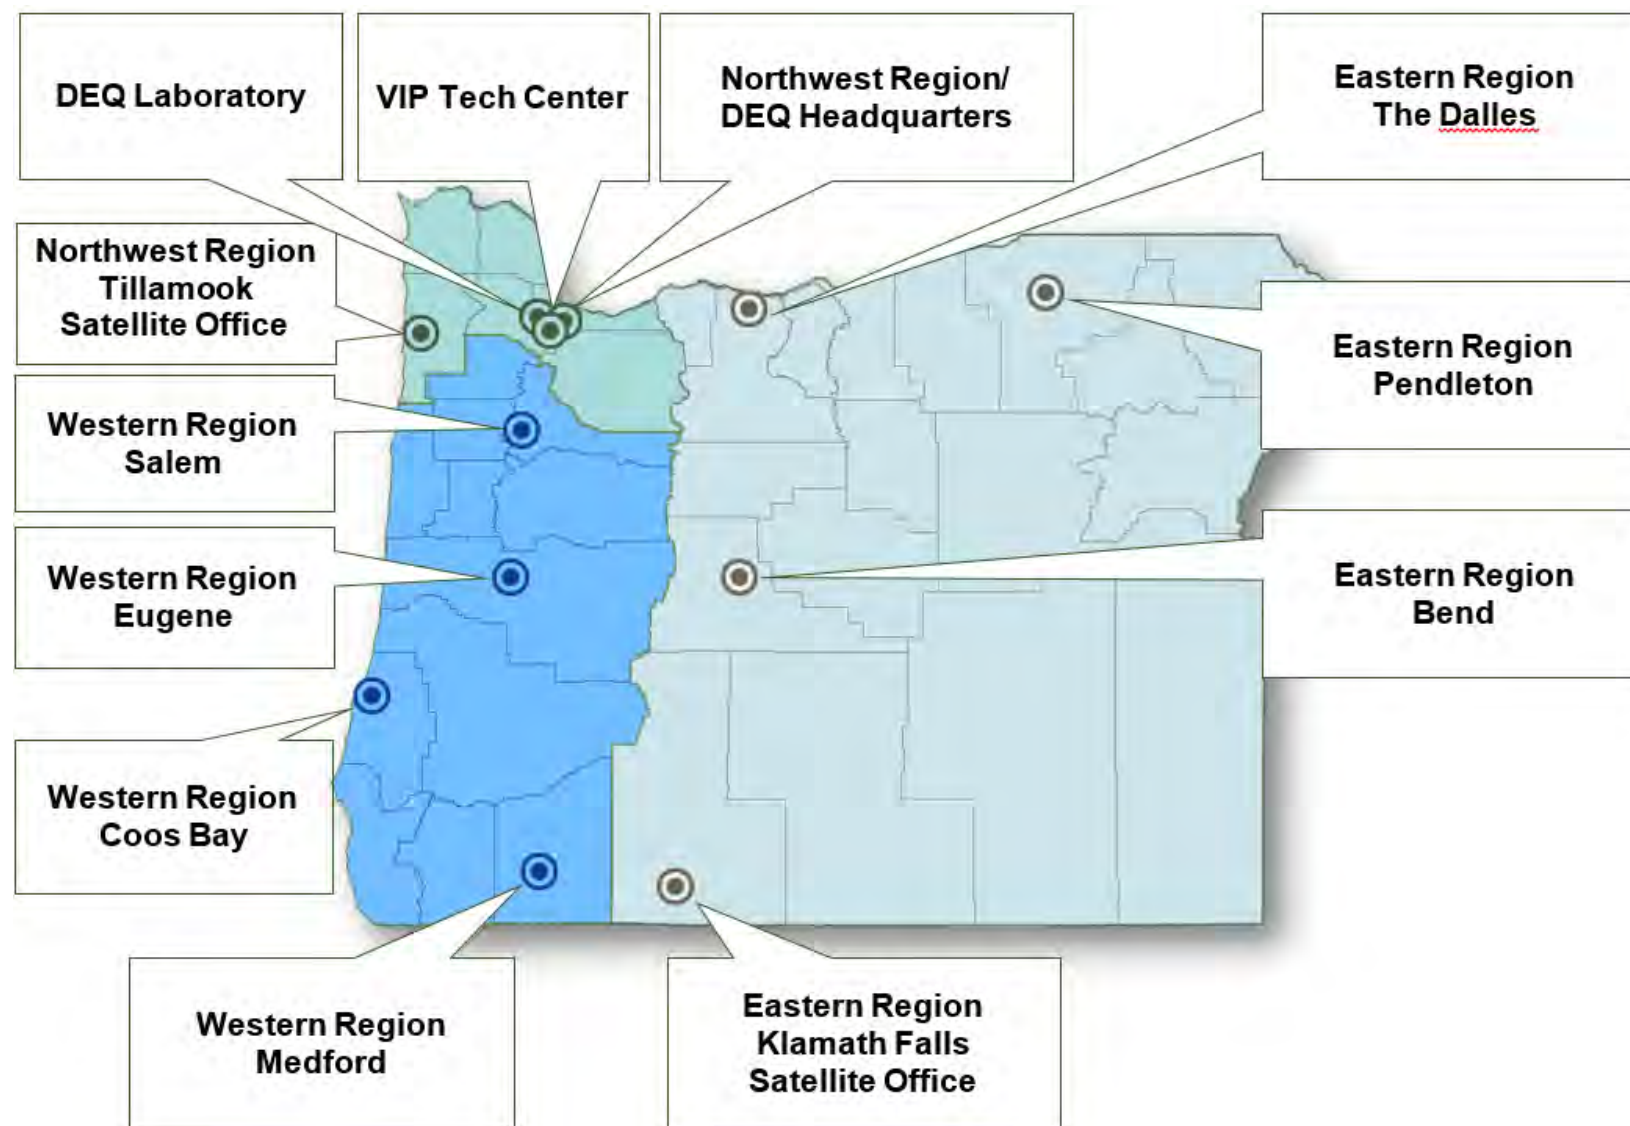 DEQ Laboratory
VIP Tech Center
Northwest Region/
DEQ Headquarters
Eastern Region
The Dalles
Northwest Region
Tillamook
Satellite Office
Eastern Region
Pendleton
Western Region
Salem
Western Region
Eugene
Eastern Region
Bend
Western Region
Coos Bay
Western Region
Medford
Eastern Region
Klamath Falls
Satellite Office